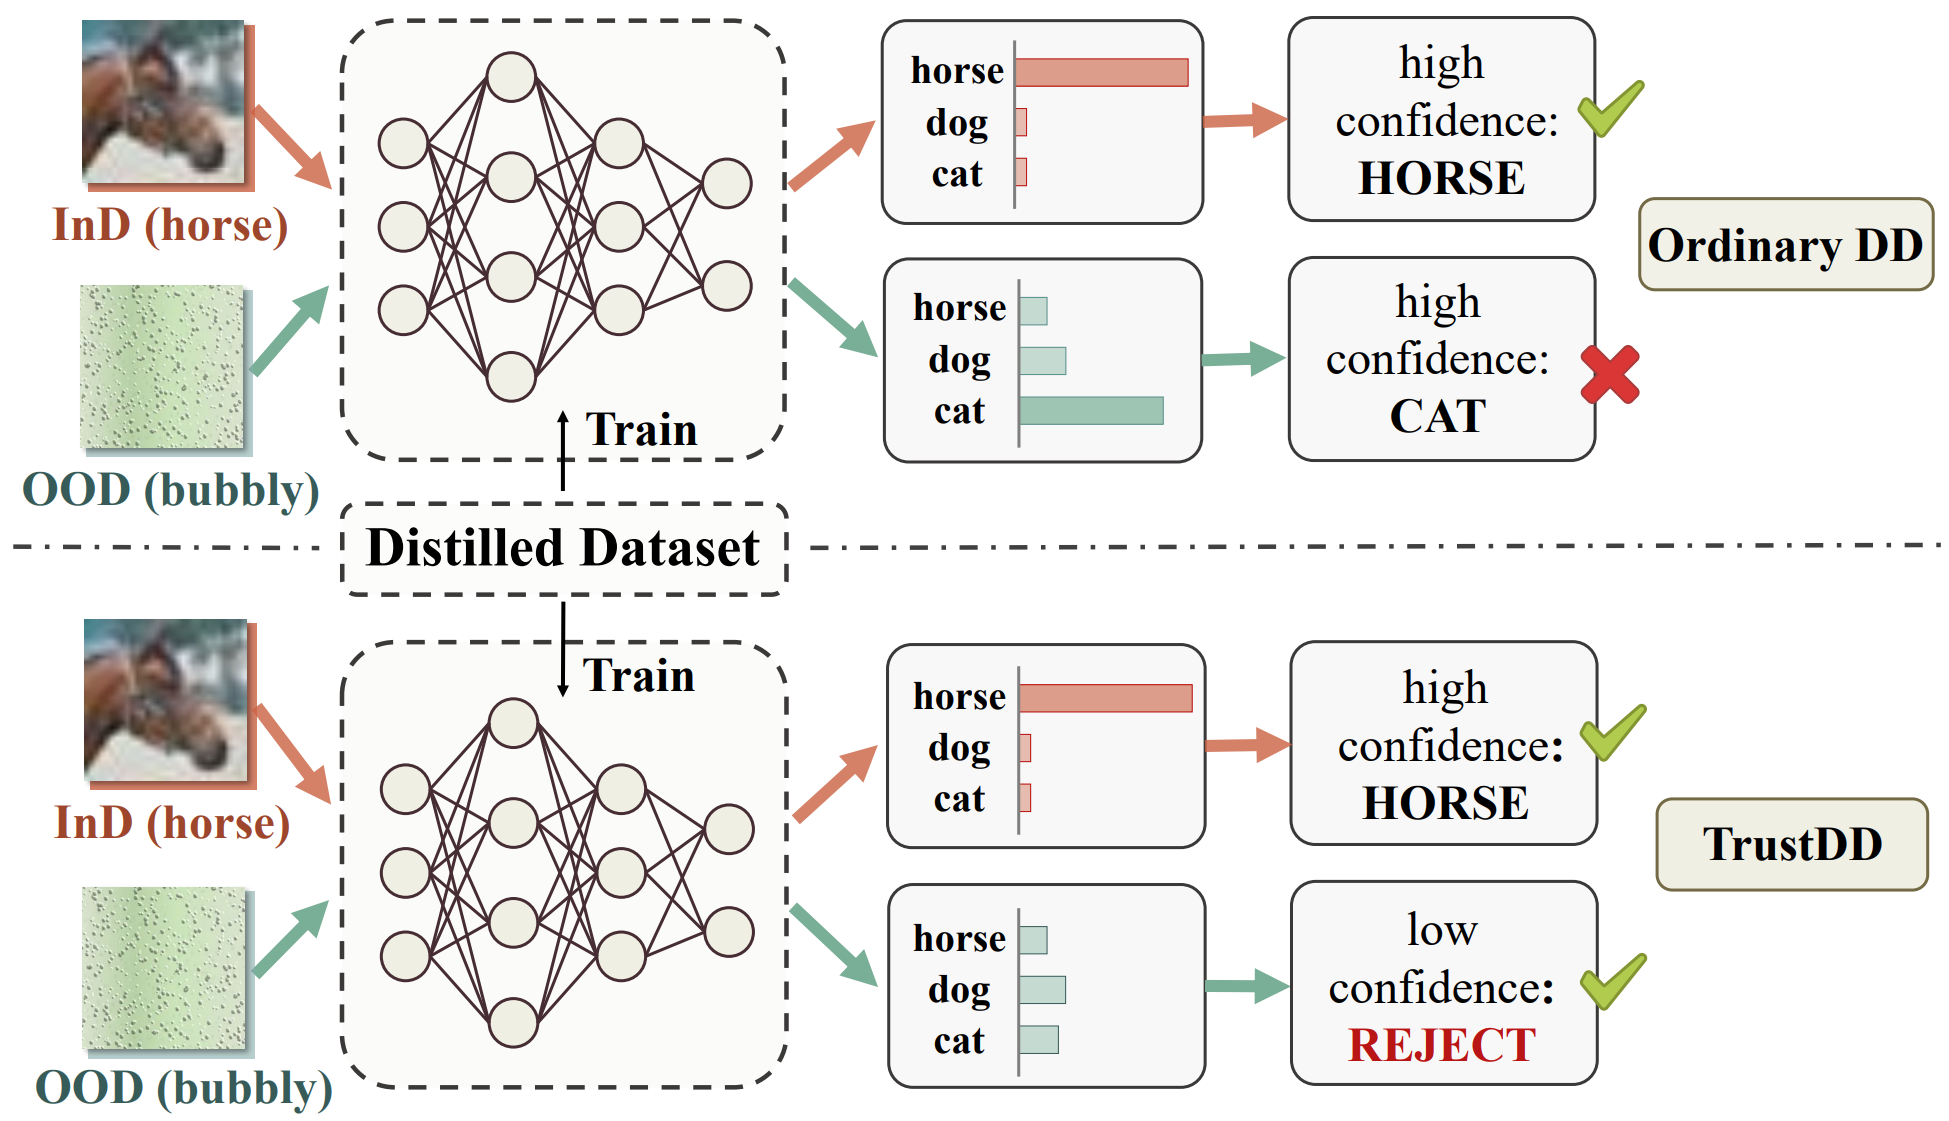 InD (horse)
OOD (bubbly)
Train
horse
dog
cat
high
confidence:
HORSE
horse
dog
cat
high
confidence:
CAT
Ordinary DD
Distilled Dataset
InD (horse)
OOD (bubbly)
Train
horse
dog
cat
high
confidence:
HORSE
horse
dog
cat
low
confidence:
REJECT
TrustDD